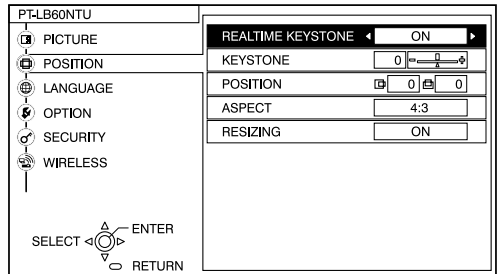 PT-LB60NTU
PICTURE
POSITION
LANGUAGE
OPTION
SECURITY
WIRELESS
SELECT
ENTER
RETURN
REALTIME KEYSTONE ON
KEYSTONE 0
POSITION 0 0
ASPECT 4:3
RESIZING ON